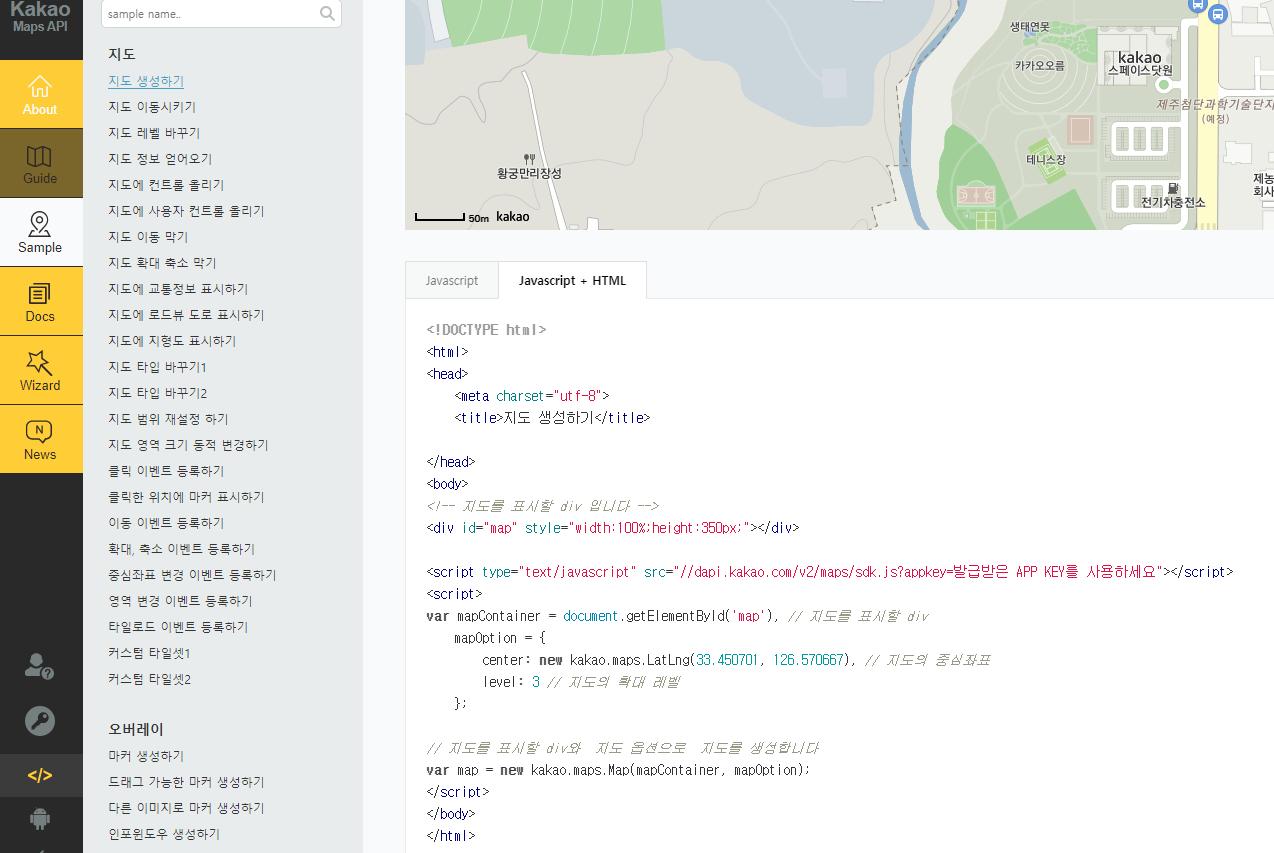 Kakao
Maps API
About
Guide
Sample
Docs
Wizard
N
News
</>
sample name..
지도
지도 생성하기
지도 이동시키기
지도 레벨 바꾸기
지도 정보 얻어오기
지도에 컨트롤 올리기
지도에 사용자 컨트롤 올리기
지도 이동 막기
지도 확대 축소 막기
지도에 교통정보 표시하기
지도에 로드뷰 도로 표시하기
지도에 지형도 표시하기
지도 타입 바꾸기1
지도 타입 바꾸기2
지도 범위 재설정 하기
지도 영역 크기 동적 변경하기
클릭 이벤트 등록하기
클릭한 위치에 마커 표시하기
이동 이벤트 등록하기
확대, 축소 이벤트 등록하기
중심좌표 변경 이벤트 등록하기
영역 변경 이벤트 등록하기
타일로드 이벤트 등록하기
커스텀 타일셋1
커스텀 타일셋2
오버레이
마커 생성하기
드래그 가능한 마커 생성하기
다른 이미지로 마커 생성하기
인포윈도우 생성하기
생태연못
카카오오름
kakao
스페이스닷원
제주첨단과학기술단지
(예정)
테니스장
황궁만리장성
전기차충전소
제농
회사
50m kakao
Javascript
Javascript + HTML
<!DOCTYPE html>
<html>
<head>
    <meta charset="utf-8">
    <title>지도 생성하기</title>
</head>
<body>
<!-- 지도를 표시할 div 입니다 -->
<div id="map" style="width:100%;height:350px;"></div>
<script type="text/javascript" src="//dapi.kakao.com/v2/maps/sdk.js?appkey=발급받은 APP KEY를 사용하세요"></script>
<script>
var mapContainer = document.getElementById('map'), // 지도를 표시할 div
    mapOption = {
        center: new kakao.maps.LatLng(33.450701, 126.570667), // 지도의 중심좌표
        level: 3 // 지도의 확대 레벨
    };
// 지도를 표시할 div와  지도 옵션으로  지도를 생성합니다
var map = new kakao.maps.Map(mapContainer, mapOption);
</script>
</body>
</html>